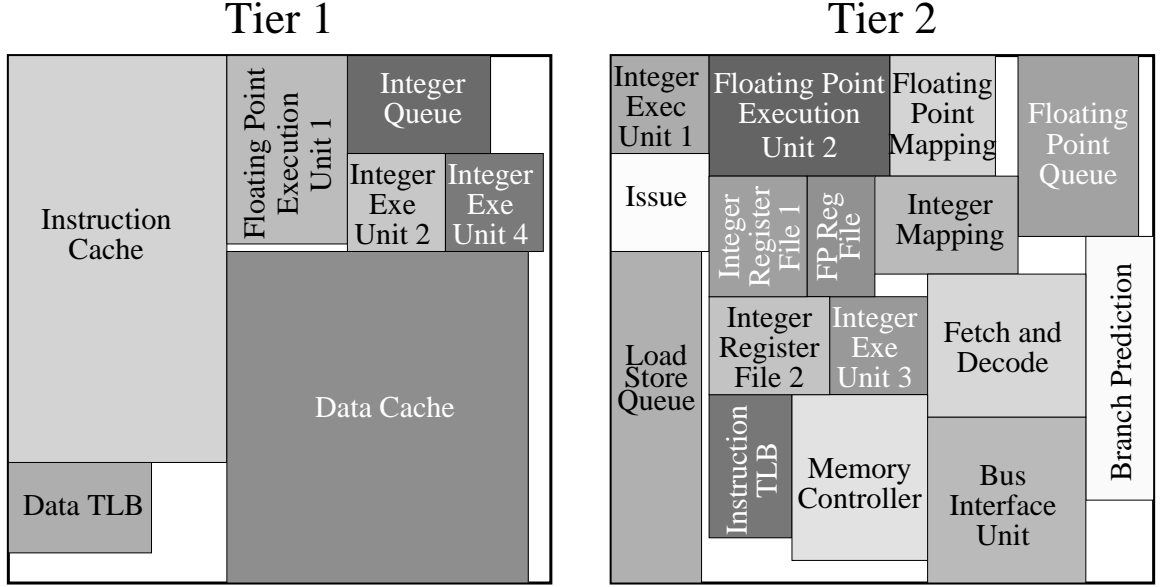 Tier 1
Instruction
Cache
Floating Point
Execution
Unit 1
Integer
Queue
Integer
Exe
Unit 2
Integer
Exe
Unit 4
Data Cache
Data TLB
Tier 2
Integer
Exec
Unit 1
Floating Point
Execution
Unit 2
Floating
Point
Mapping
Floating
Point
Queue
Issue
Integer
Register
File 1
FP Reg
File
Integer
Mapping
Load
Store
Queue
Integer
Register
File 2
Integer
Exe
Unit 3
Fetch and
Decode
Branch Prediction
Instruction
TLB
Memory
Controller
Bus
Interface
Unit